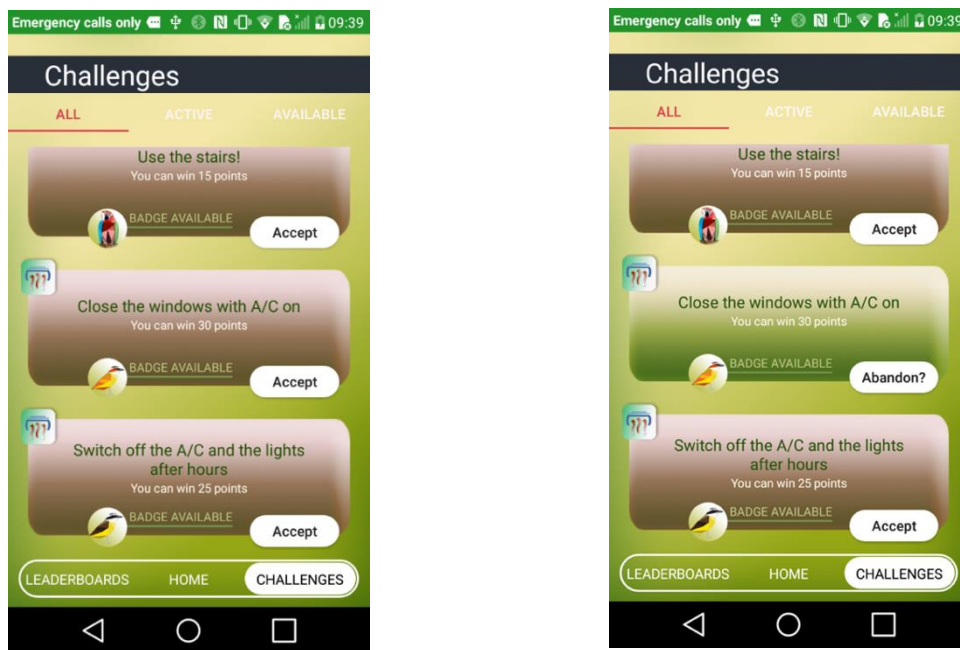 Emergency calls only 09:39
Challenges
ALL ACTIVE AVAILABLE
Use the stairs!
You can win 15 points
BADGE AVAILABLE
Accept
Close the windows with A/C on
You can win 30 points
BADGE AVAILABLE
Accept
Switch off the A/C and the lights
after hours
You can win 25 points
BADGE AVAILABLE
Accept
LEADERBOARDS HOME CHALLENGES
Emergency calls only 09:39
Challenges
ALL ACTIVE AVAILABLE
Use the stairs!
You can win 15 points
BADGE AVAILABLE
Accept
Close the windows with A/C on
You can win 30 points
BADGE AVAILABLE
Abandon?
Switch off the A/C and the lights
after hours
You can win 25 points
BADGE AVAILABLE
Accept
LEADERBOARDS HOME CHALLENGES